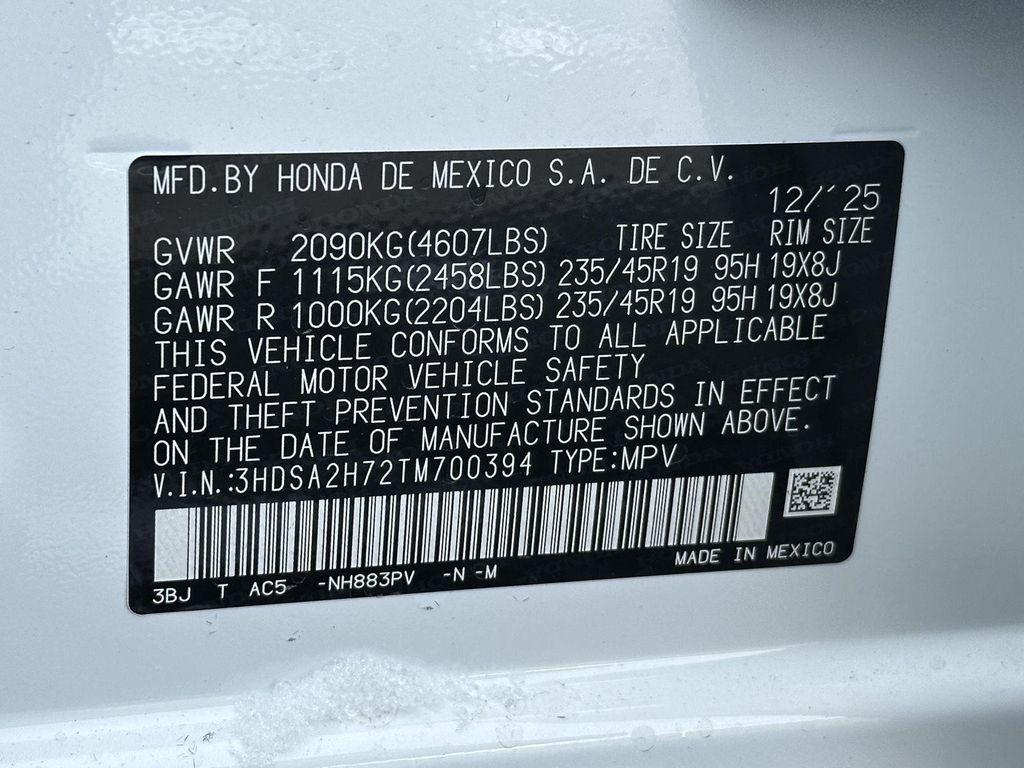 MFD.BY HONDA DE MEXICO S.A. DE C.V.
12/'25
GVWR 2090KG(4607LBS) TIRE SIZE RIM SIZE
GAWR F 1115KG(2458LBS) 235/45R19 95H 19X8J
GAWR R 1000KG(2204LBS) 235/45R19 95H 19X8J
THIS VEHICLE CONFORMS TO ALL APPLICABLE
FEDERAL MOTOR VEHICLE SAFETY
AND THEFT PREVENTION STANDARDS IN EFFECT
ON THE DATE OF MANUFACTURE SHOWN ABOVE.
V.I.N.:3HDSA2H72TM700394 TYPE:MPV
MADE IN MEXICO
3BJ T AC5 -NH883PV -N -M